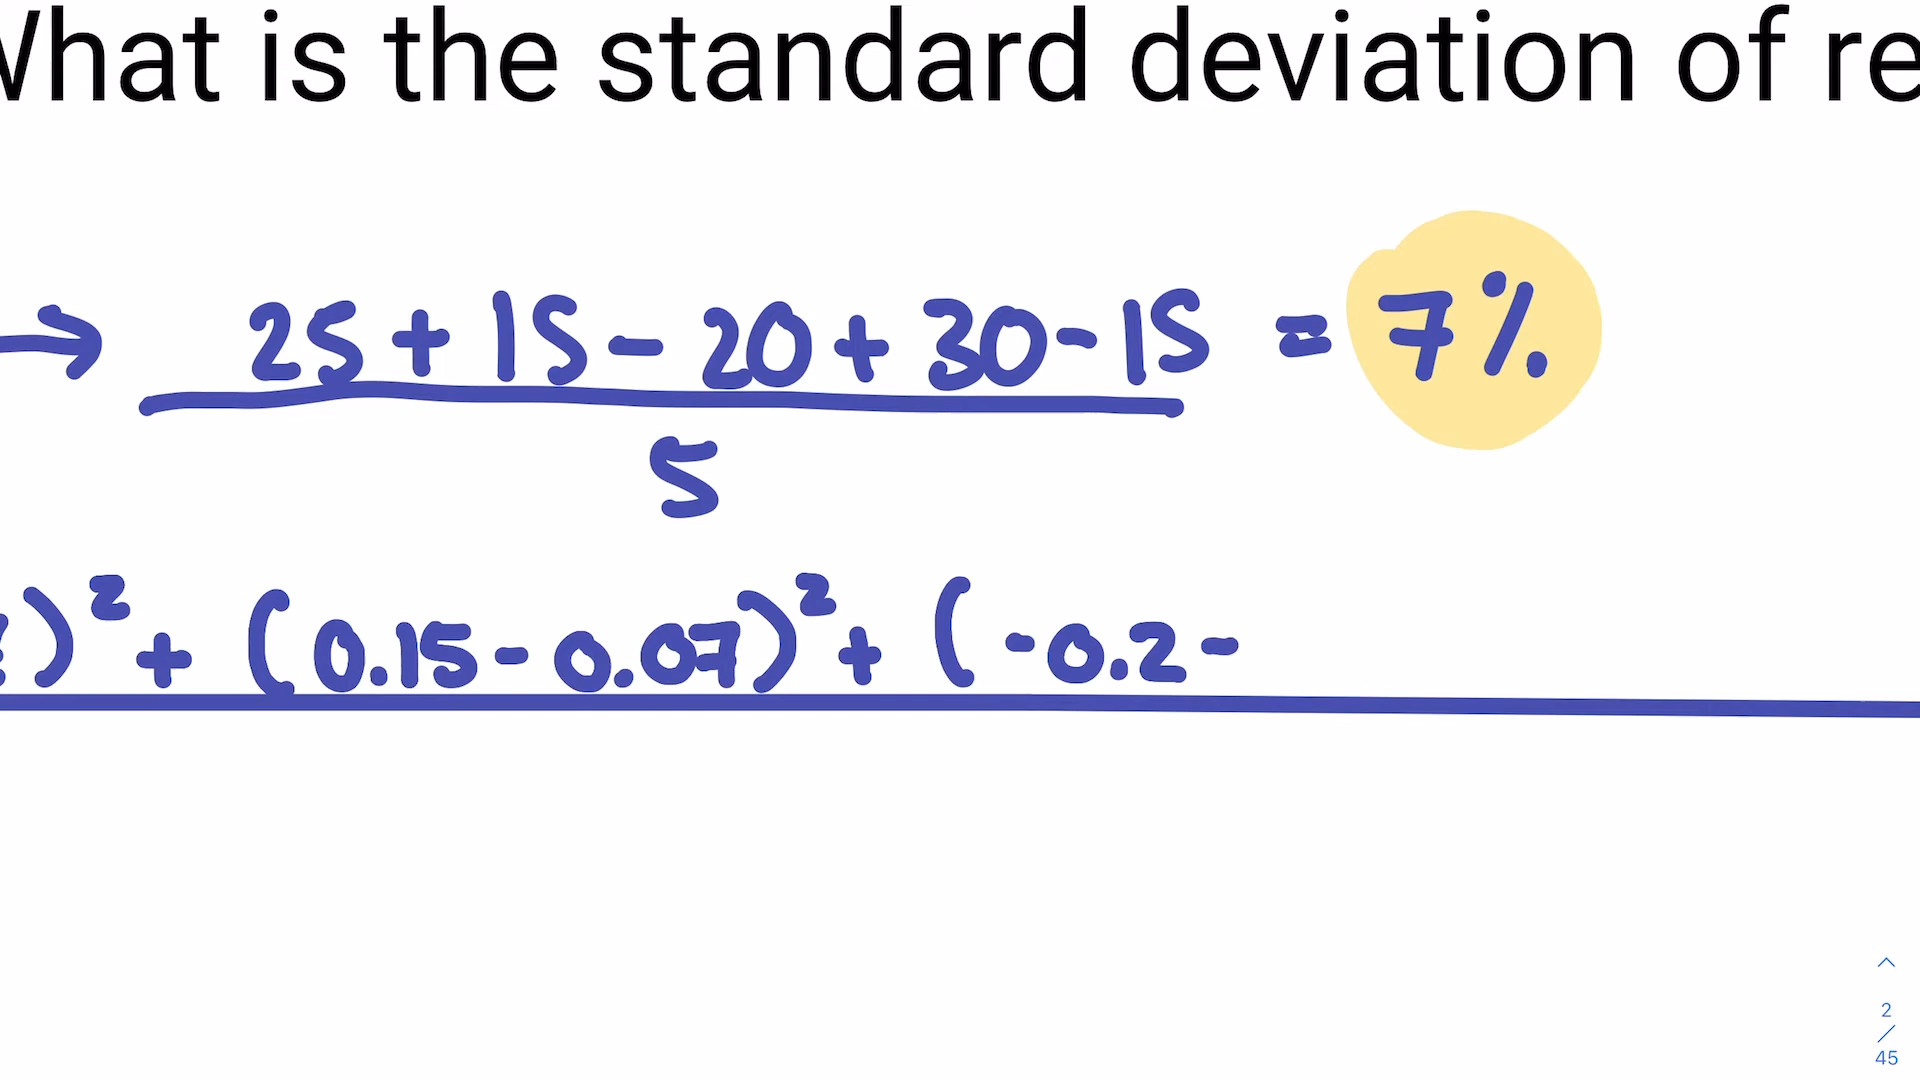 What is the standard deviation of re
→ 25 + 15 - 20 + 30 - 15 = 7%
5
)² + (0.15 - 0.07)² + ( -0.2 -
2
/
45